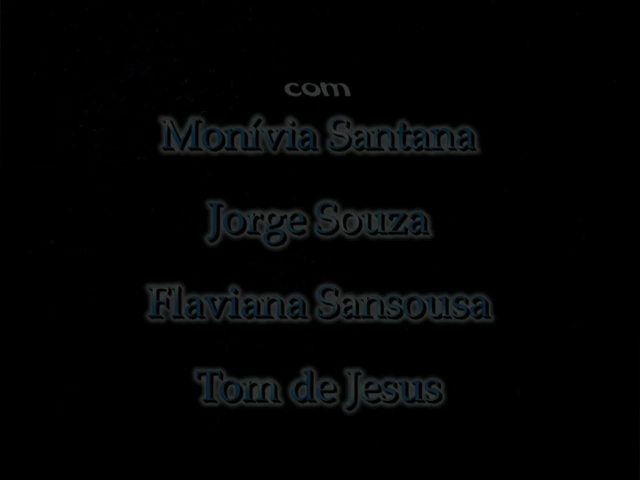 com
Monívia Santana
Jorge Souza
Flaviana Sansousa
Tom de Jesus